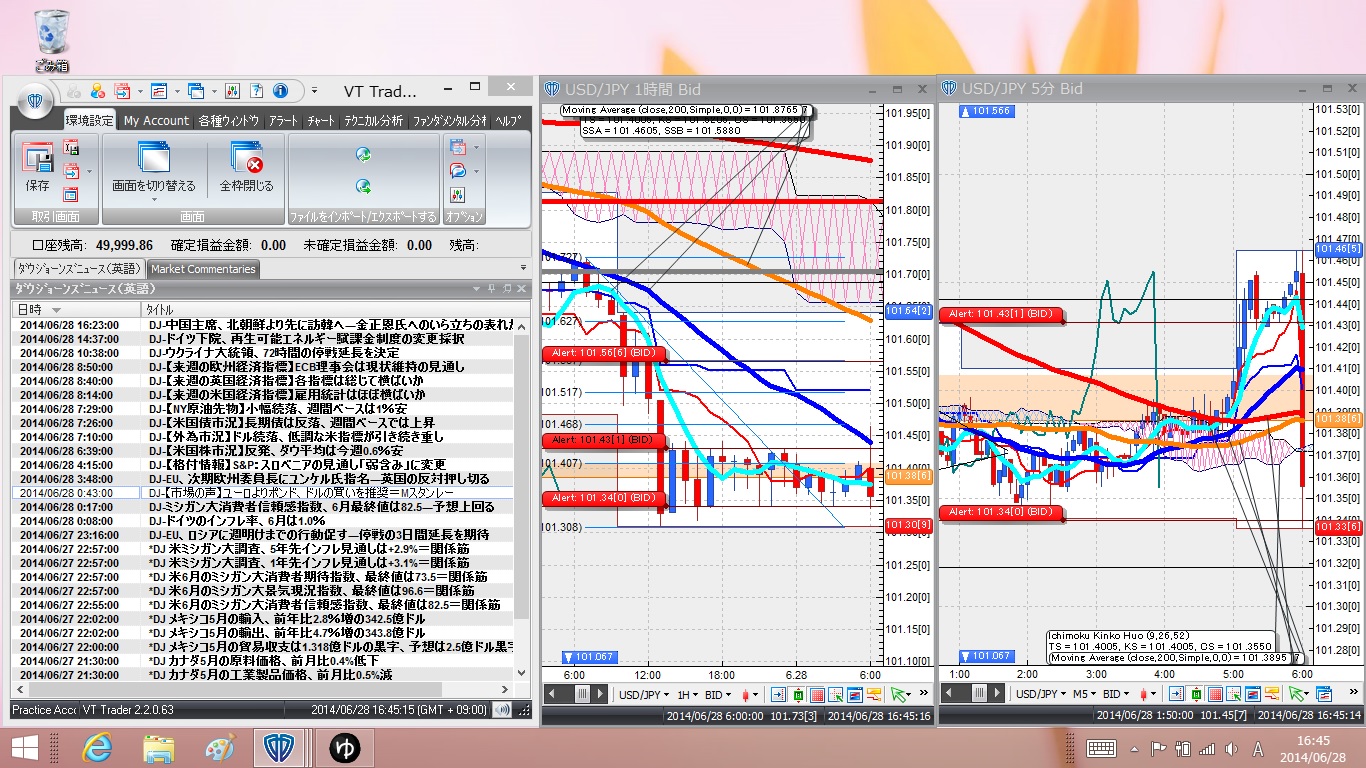 ごみ箱
VT Trad...
環境設定 My Account 各種ウィンドウ アラート チャート テクニカル分析 ファンダメンタル分析 ヘルプ
保存 画面を切り替える 全枠閉じる
取引画面 画面 ファイルをインポート/エクスポートする オプション
口座残高: 49,999.86 確定損益金額: 0.00 未確定損益金額: 0.00 残高:
ダウジョーンズニュース(英語) Market Commentaries
ダウジョーンズニュース(英語)
日時 タイトル
2014/06/28 16:23:00 DJ-中国主席、北朝鮮より先に訪韓へ―金正恩氏へのいら立ちの表れか
2014/06/28 14:37:00 DJ-ドイツ下院、再生可能エネルギー賦課金制度の変更採択
2014/06/28 10:38:00 DJ-ウクライナ大統領、72時間の停戦延長を決定
2014/06/28 8:50:00 DJ-【来週の欧州経済指標】ECB理事会は現状維持の見通し
2014/06/28 8:40:00 DJ-【来週の英国経済指標】各指標は総じて横ばいか
2014/06/28 8:14:00 DJ-【来週の米国経済指標】雇用統計はほぼ横ばいか
2014/06/28 7:29:00 DJ-【NY原油先物】小幅続落、週間ベースは1%安
2014/06/28 7:26:00 DJ-【米国債市況】長期債は反落、週間ベースでは上昇
2014/06/28 7:10:00 DJ-【外為市況】ドル続落、低調な米指標が引き続き重し
2014/06/28 6:39:00 DJ-【米国株市況】反発、ダウ平均は今週0.6%安
2014/06/28 4:15:00 DJ-【格付情報】S&P:スロベニアの見通し「弱含み」に変更
2014/06/28 3:48:00 DJ-EU、次期欧州委員長にユンケル氏指名―英国の反対押し切る
2014/06/28 0:43:00 DJ-【市場の声】ユーロよりポンド、ドルの買いを推奨=Mスタンレー
2014/06/28 0:17:00 DJ-ミシガン大消費者信頼感指数、6月最終値は82.5―予想上回る
2014/06/28 0:08:00 DJ-ドイツのインフレ率、6月は1.0%
2014/06/27 23:16:00 DJ-EU、ロシアに週明けまでの行動促す―停戦の3日間延長を期待
2014/06/27 22:57:00 *DJ 米ミシガン大調査、5年先インフレ見通しは+2.9%=関係筋
2014/06/27 22:57:00 *DJ 米ミシガン大調査、1年先インフレ見通しは+3.1%=関係筋
2014/06/27 22:57:00 *DJ 米6月のミシガン大消費者期待指数、最終値は73.5=関係筋
2014/06/27 22:57:00 *DJ 米6月のミシガン大景気現況指数、最終値は96.6=関係筋
2014/06/27 22:55:00 *DJ 米6月のミシガン大消費者信頼感指数、最終値は82.5=関係筋
2014/06/27 22:02:00 *DJ メキシコ5月の輸入、前年比2.8%増の342.5億ドル
2014/06/27 22:02:00 *DJ メキシコ5月の輸出、前年比4.7%増の343.8億ドル
2014/06/27 22:00:00 *DJ メキシコ5月の貿易収支は1.318億ドルの黒字、予想は2.5億ドル黒字
2014/06/27 21:30:00 *DJ カナダ5月の原料価格、前月比0.4%低下
2014/06/27 21:30:00 *DJ カナダ5月の工業製品価格、前月比0.5%減
Practice Acc VT Trader 2.2.0.63 2014/06/28 16:45:15 (GMT + 09:00)
USD/JPY 1時間 Bid
Moving Average (close,200,Simple,0,0) = 101.8765
SSA = 101.4605, SSB = 101.5880
101.95[0]
101.90[0]
101.85[0]
101.80[0]
101.75[0]
101.727
101.70[0]
101.64[2]
101.627
Alert: 101.56[6] (BID)
101.517
101.468
Alert: 101.43[1] (BID)
101.45[0]
101.407
101.38[6]
Alert: 101.34[0] (BID)
101.35[0]
101.308
101.30[9]
101.25[0]
101.20[0]
101.15[0]
101.10[0]
101.067
6:00 12:00 18:00 6/28 6:00
USD/JPY 1H BID
2014/06/28 6:00:00 101.73[3] 2014/06/28 16:45:16
USD/JPY 5分 Bid
101.566
101.53[0]
101.52[0]
101.51[0]
101.50[0]
101.49[0]
101.48[0]
101.46[5]
101.45[0]
101.44[0]
Alert: 101.43[1] (BID)
101.43[0]
101.42[0]
101.41[0]
101.40[0]
101.38[6]
101.38[0]
101.37[0]
101.36[0]
101.35[0]
Alert: 101.34[0] (BID)
101.33[6]
101.32[0]
101.31[0]
101.30[0]
101.29[0]
101.28[0]
Ichimoku Kinko Huo (9,26,52)
TS = 101.4005, KS = 101.4005, CS = 101.3550
Moving Average (close,200,Simple,0,0) = 101.3895
101.067
1:00 2:00 3:00 4:00 5:00 6:00
USD/JPY M5 BID
2014/06/28 1:50:00 101.45[7] 2014/06/28 16:45:14
ゆ
A
16:45
2014/06/28